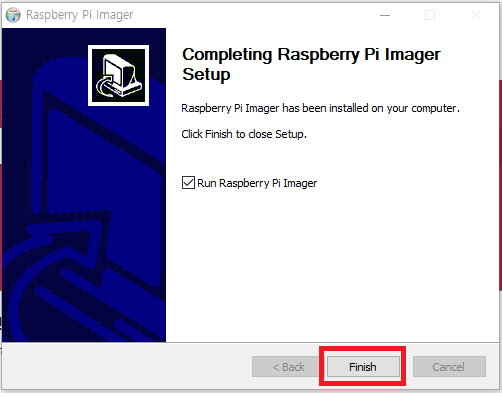 Raspberry Pi Imager
Completing Raspberry Pi Imager
Setup
Raspberry Pi Imager has been installed on your computer.
Click Finish to close Setup.
Run Raspberry Pi Imager
< Back
Finish
Cancel